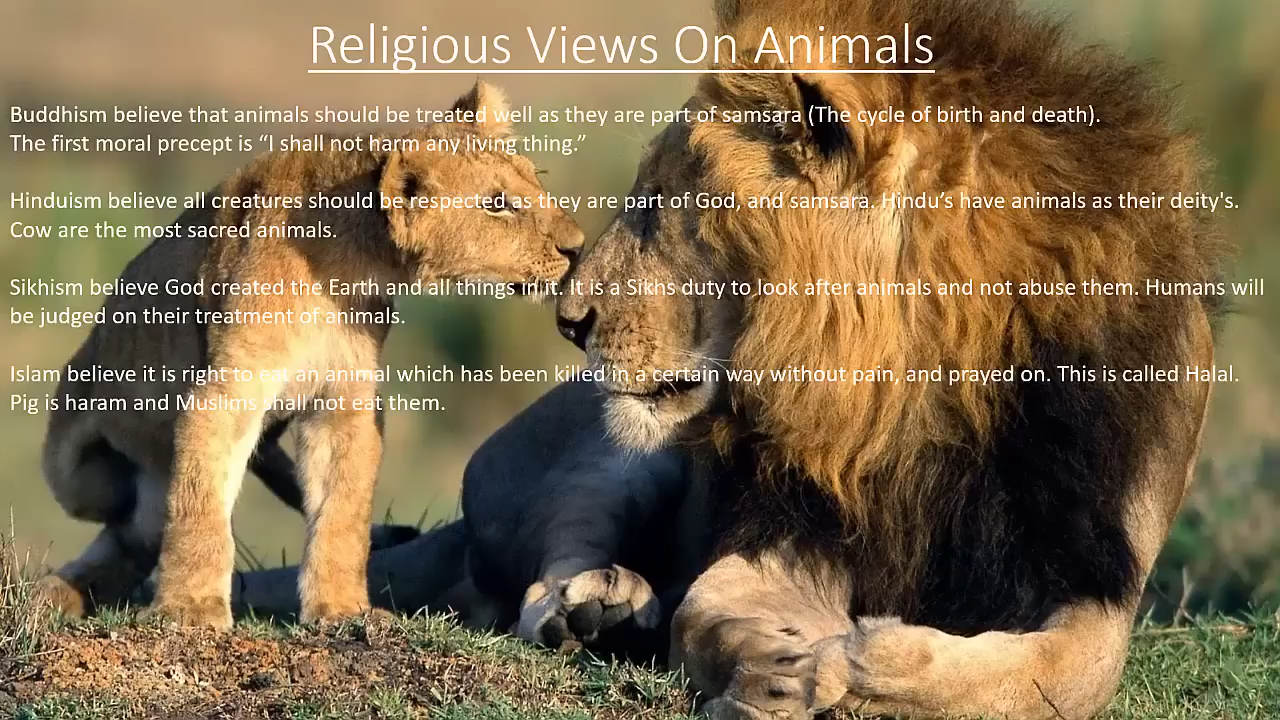 Religious Views On Animals
Buddhism believe that animals should be treated well as they are part of samsara (The cycle of birth and death).
The first moral precept is “I shall not harm any living thing.”
Hinduism believe all creatures should be respected as they are part of God, and samsara. Hindu’s have animals as their deity's.
Cow are the most sacred animals.
Sikhism believe God created the Earth and all things in it. It is a Sikhs duty to look after animals and not abuse them. Humans will
be judged on their treatment of animals.
Islam believe it is right to eat an animal which has been killed in a certain way without pain, and prayed on. This is called Halal.
Pig is haram and Muslims shall not eat them.